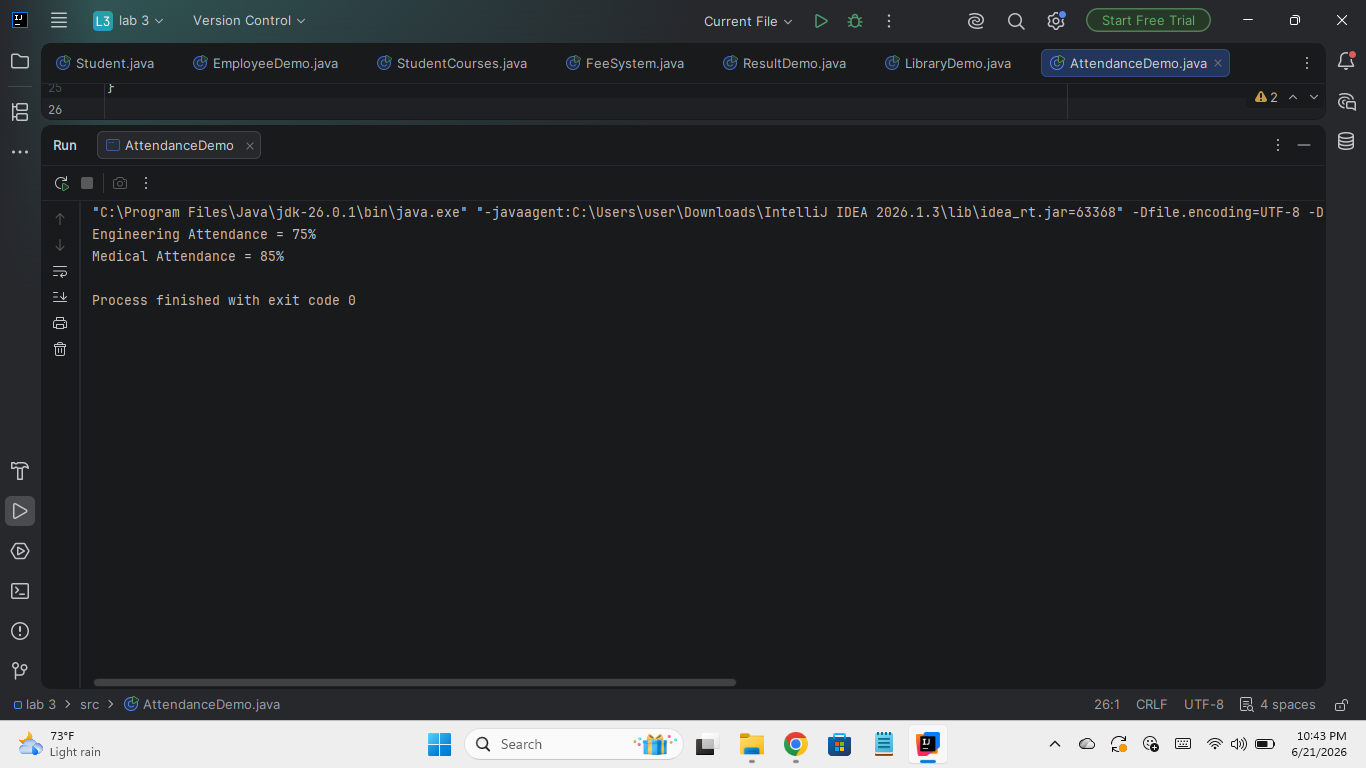 L3 lab 3 Version Control Current File Start Free Trial
Student.java EmployeeDemo.java StudentCourses.java FeeSystem.java ResultDemo.java LibraryDemo.java AttendanceDemo.java
25 }
26
2
Run AttendanceDemo
"C:\Program Files\Java\jdk-26.0.1\bin\java.exe" "-javaagent:C:\Users\user\Downloads\IntelliJ IDEA 2026.1.3\lib\idea_rt.jar=63368" -Dfile.encoding=UTF-8 -D
Engineering Attendance = 75%
Medical Attendance = 85%
Process finished with exit code 0
lab 3 > src > AttendanceDemo.java 26:1 CRLF UTF-8 4 spaces
73°F
Light rain
Search
10:43 PM
6/21/2026